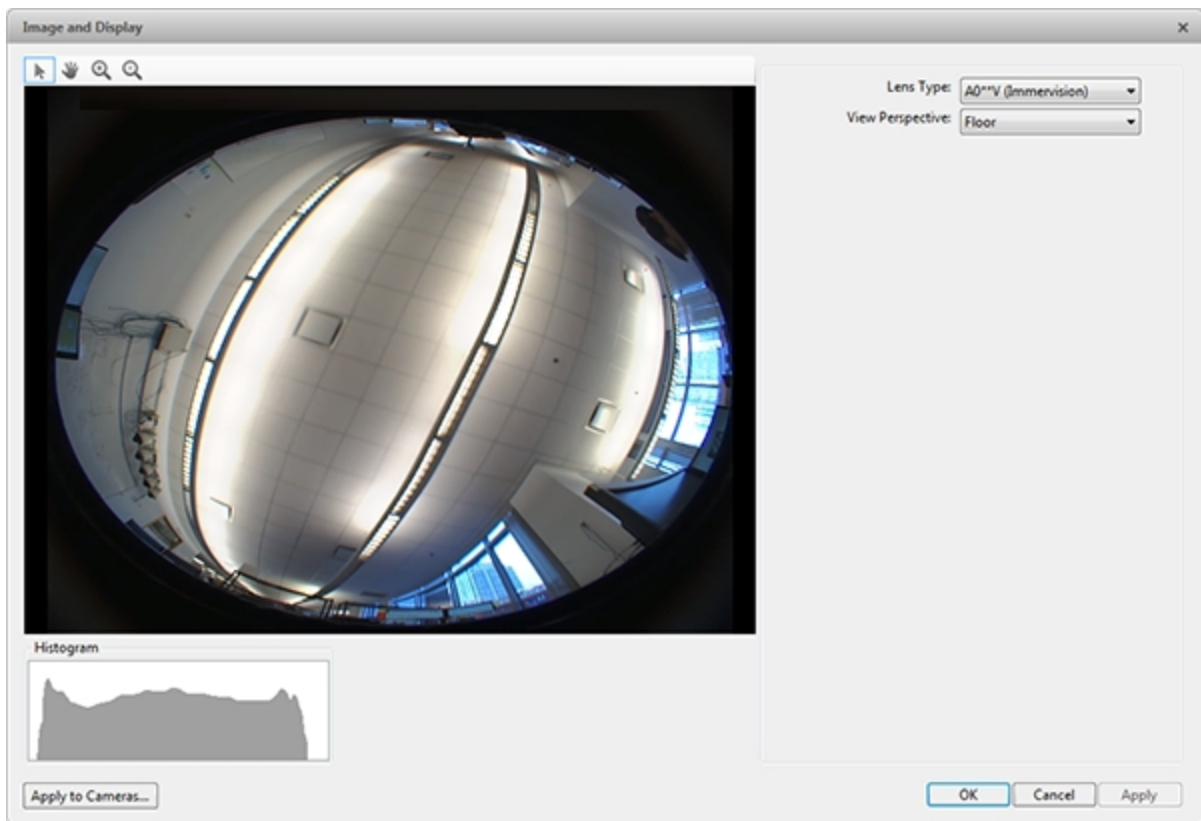 Image and Display
Lens Type: A0**V (Immervision)
View Perspective: Floor
Histogram
Apply to Cameras...
OK Cancel Apply